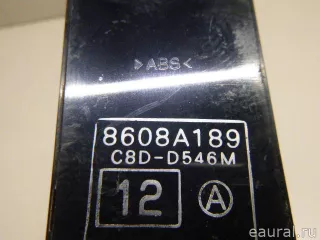 >ABS<
8608A189
C8D-D546M
12 A
eaural.ru